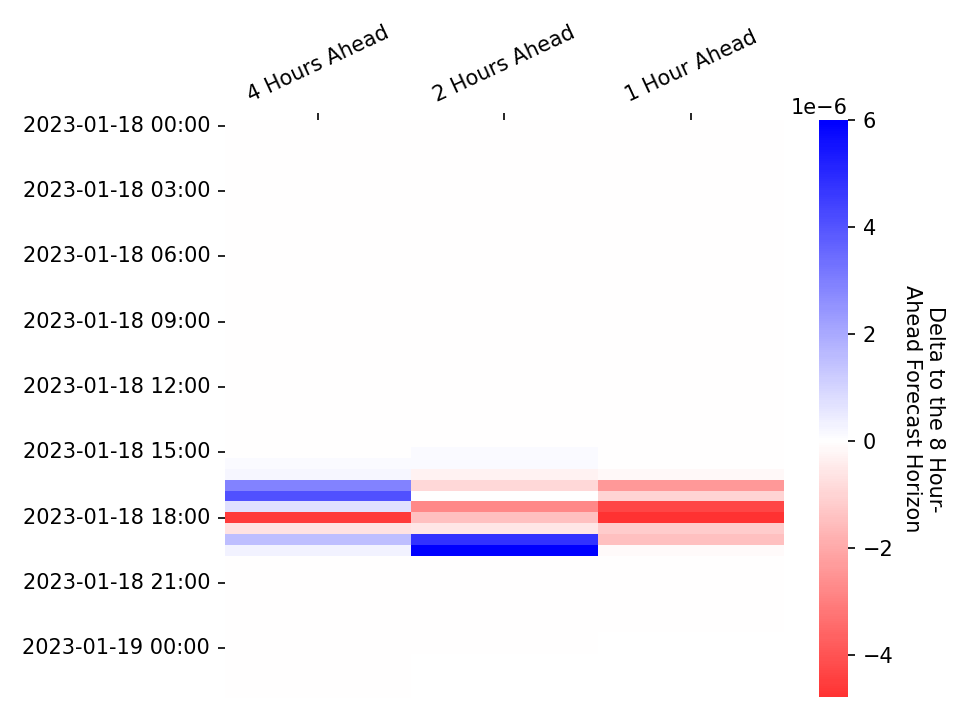 4 Hours Ahead
2 Hours Ahead
1 Hour Ahead
2023-01-18 00:00
2023-01-18 03:00
2023-01-18 06:00
2023-01-18 09:00
2023-01-18 12:00
2023-01-18 15:00
2023-01-18 18:00
2023-01-18 21:00
2023-01-19 00:00
1e−6
6
4
2
0
−2
−4
Delta to the 8 Hour-
Ahead Forecast Horizon